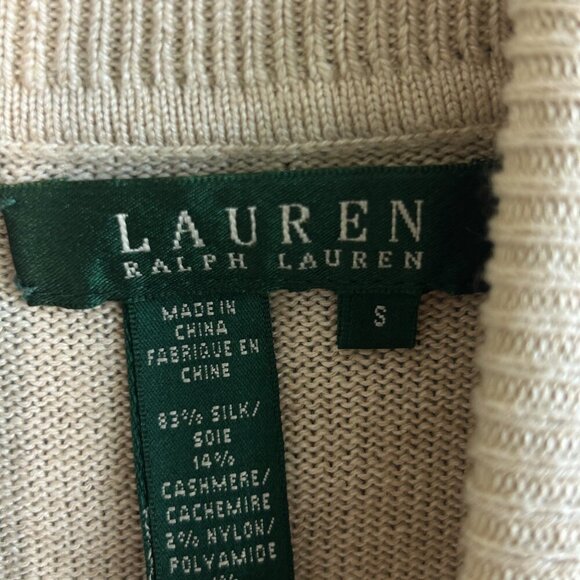 LAUREN
RALPH LAUREN
S
MADE IN
CHINA
FABRIQUE EN
CHINE
83% SILK/
SOIE
14%
CASHMERE/
CACHEMIRE
2% NYLON/
POLYAMIDE